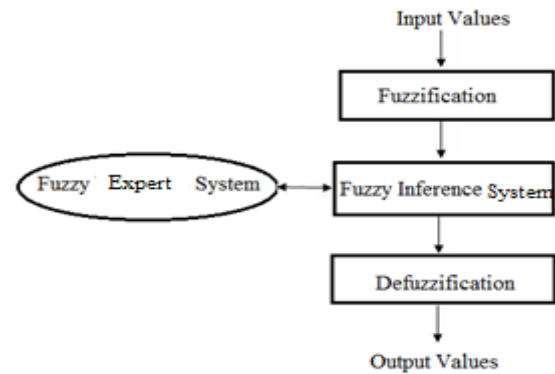 Input Values
Fuzzification
Fuzzy Expert System
Fuzzy Inference System
Defuzzification
Output Values